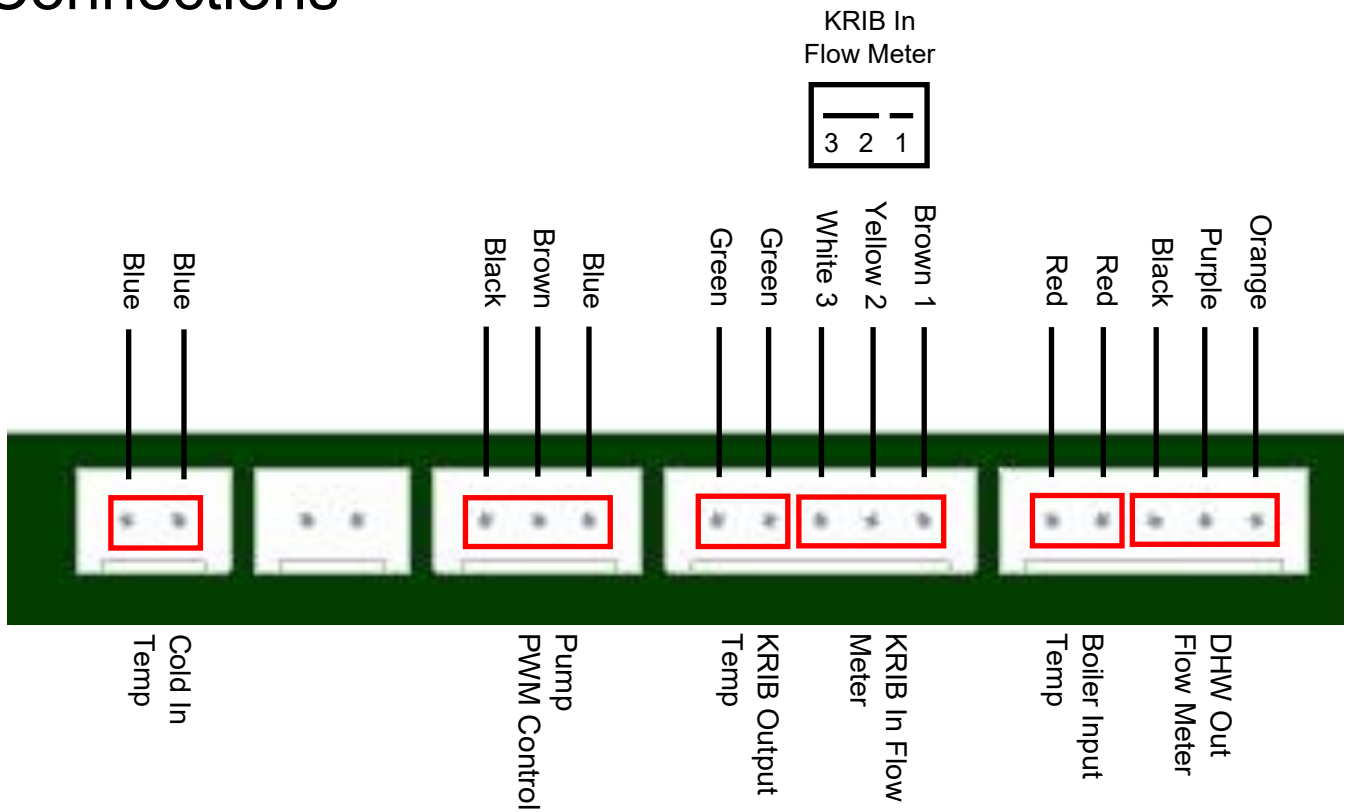 Connections
KRIB In
Flow Meter
3 2 1
Blue
Blue
Black
Brown
Blue
Green
Green
White 3
Yellow 2
Brown 1
Red
Red
Black
Purple
Orange
Cold In
Temp
Pump
PWM Control
KRIB Output
Temp
KRIB In Flow
Meter
Boiler Input
Temp
DHW Out
Flow Meter